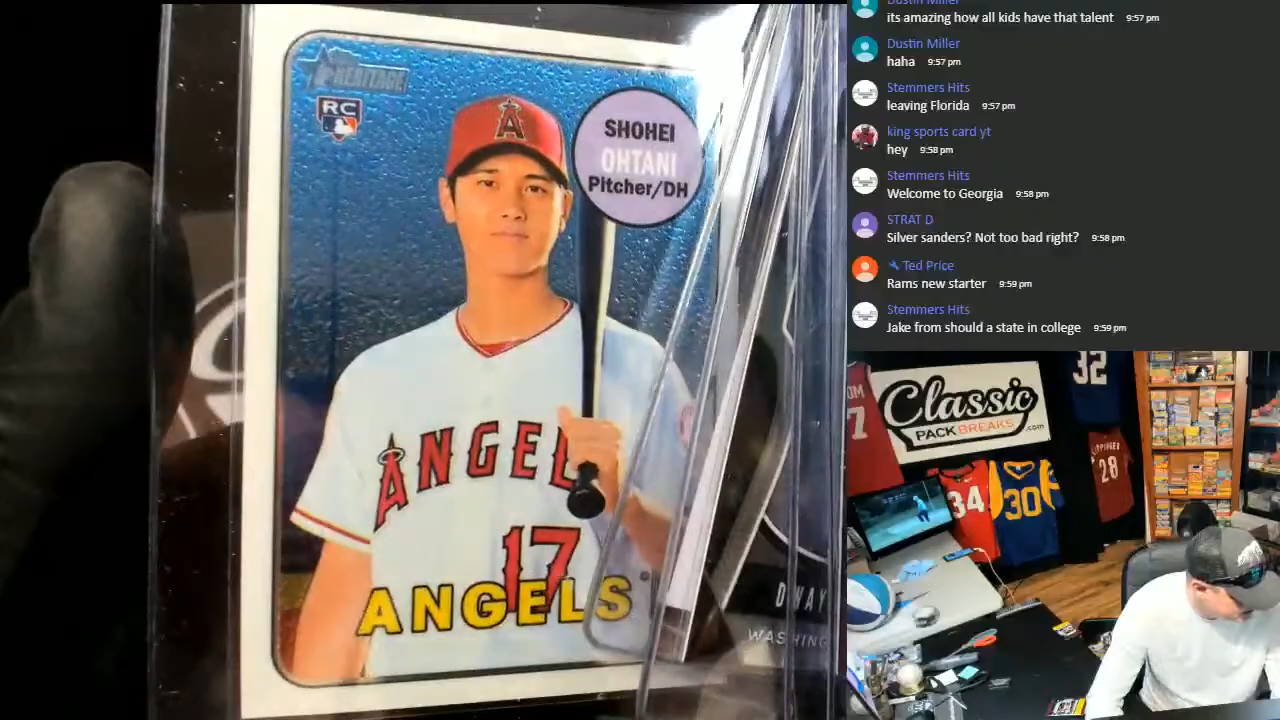 HERITAGE
RC
A
SHOHEI
OHTANI
Pitcher/DH
ANGEL
17
ANGELS
WASHING
its amazing how all kids have that talent 9:57 pm
Dustin Miller
haha 9:57 pm
Stemmers Hits
leaving Florida 9:57 pm
king sports card yt
hey 9:58 pm
Stemmers Hits
Welcome to Georgia 9:58 pm
STRAT D
Silver sanders? Not too bad right? 9:58 pm
Ted Price
Rams new starter 9:59 pm
Stemmers Hits
Jake from should a state in college 9:59 pm
32
7
Classic
PACK BREAKS.com
34
30
28